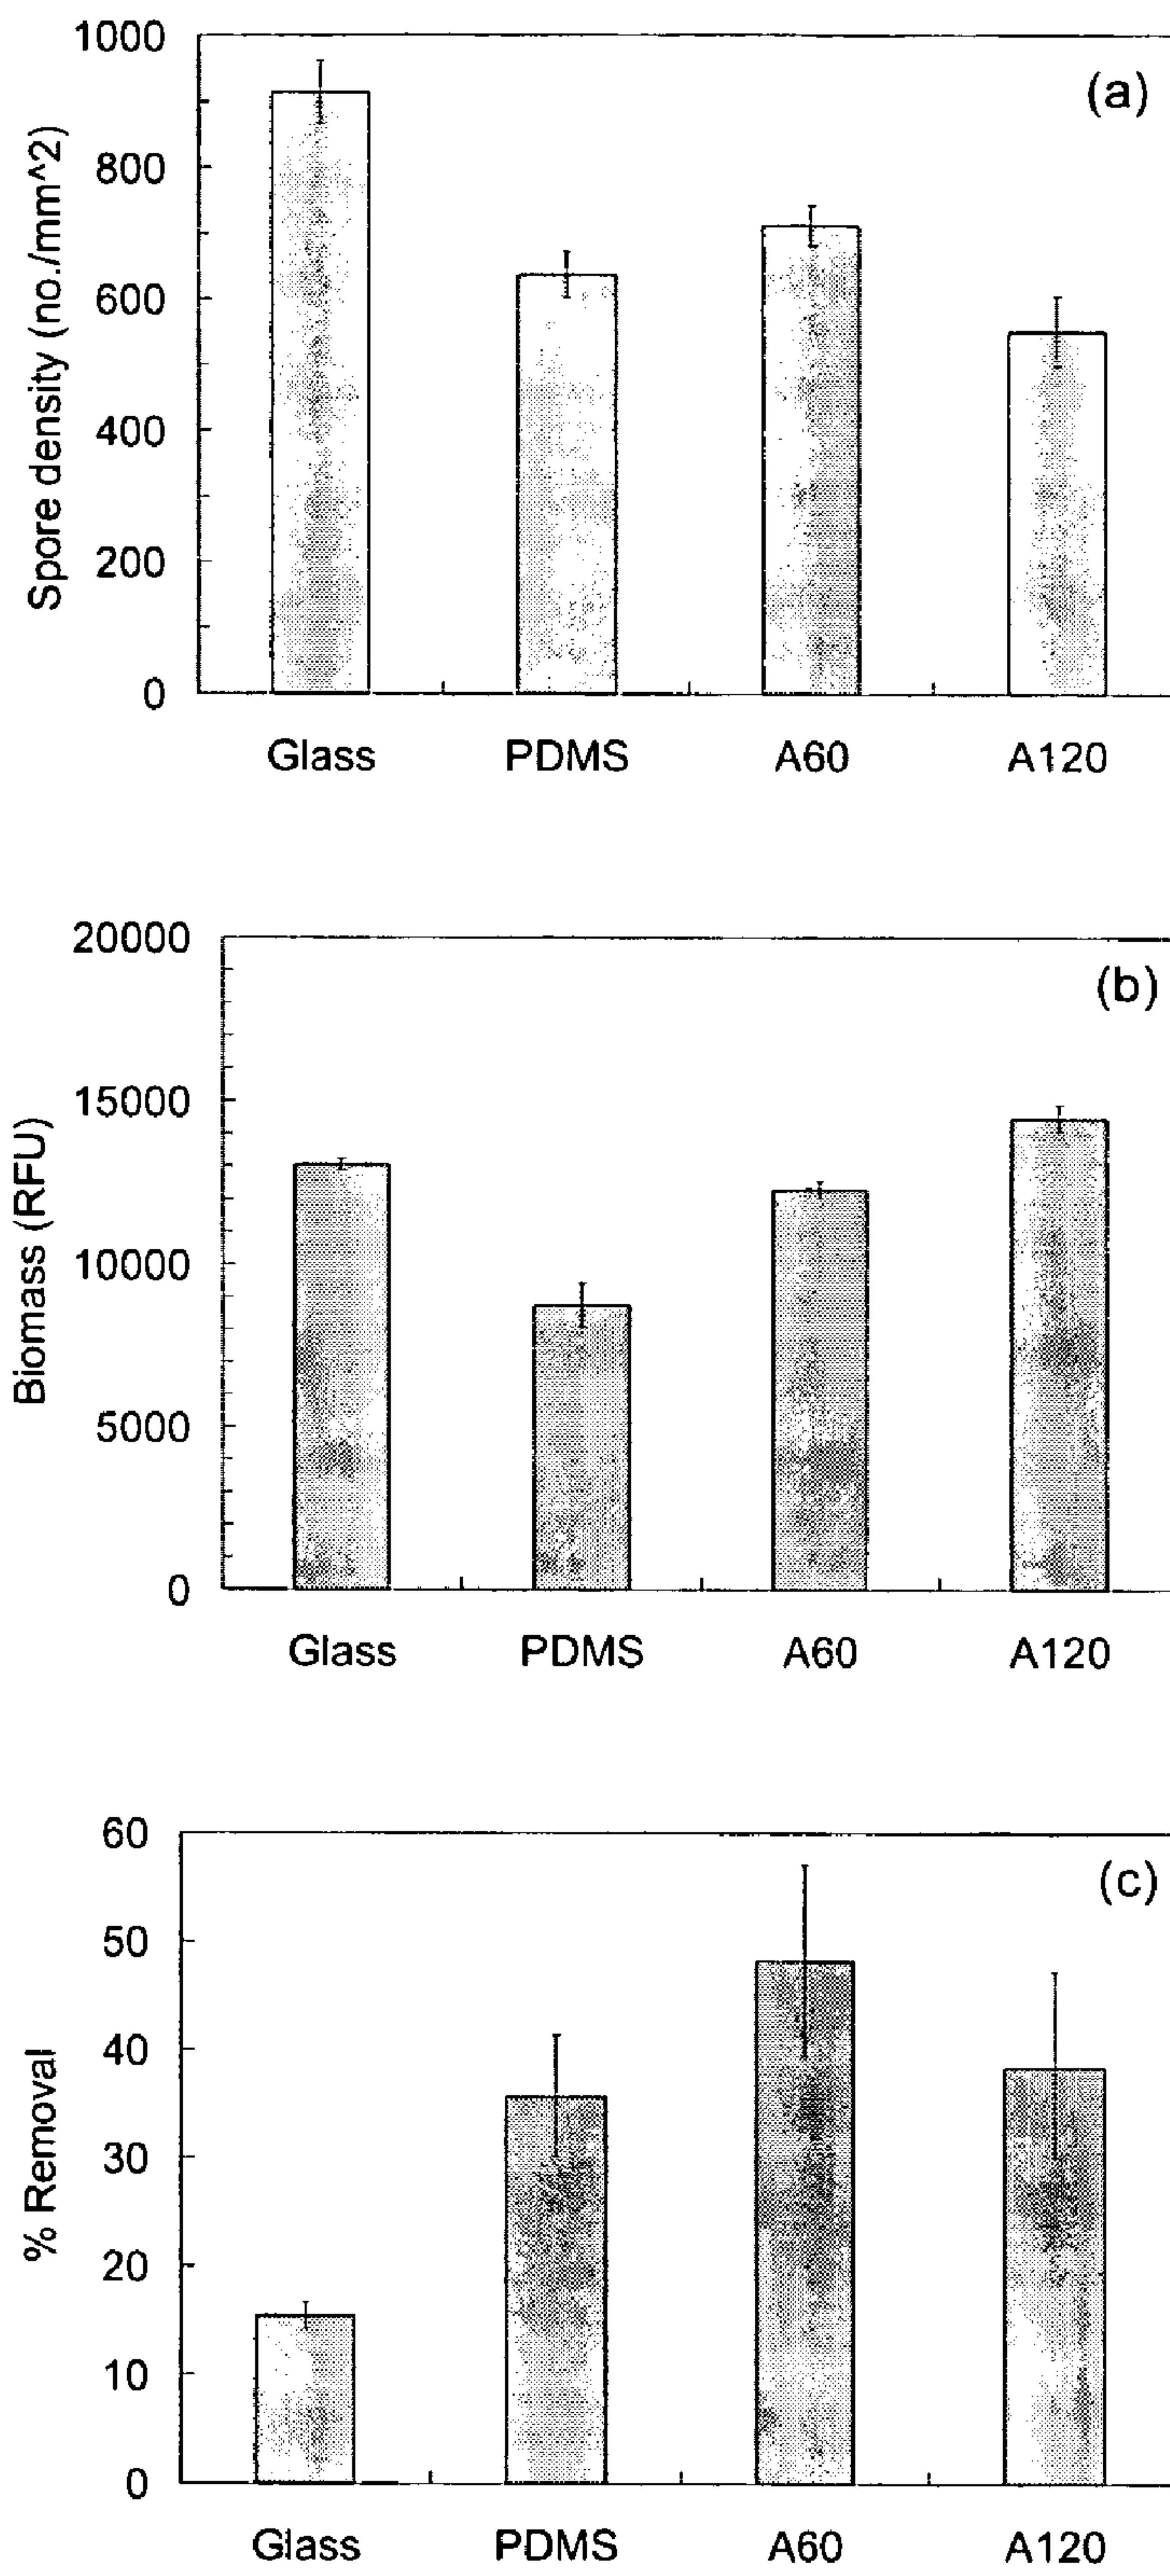 1000
800
600
400
200
0
Spore density (no./mm^2)
(a)
Glass PDMS A60 A120
20000
15000
10000
5000
0
Biomass (RFU)
(b)
Glass PDMS A60 A120
60
50
40
30
20
10
0
% Removal
(c)
Glass PDMS A60 A120